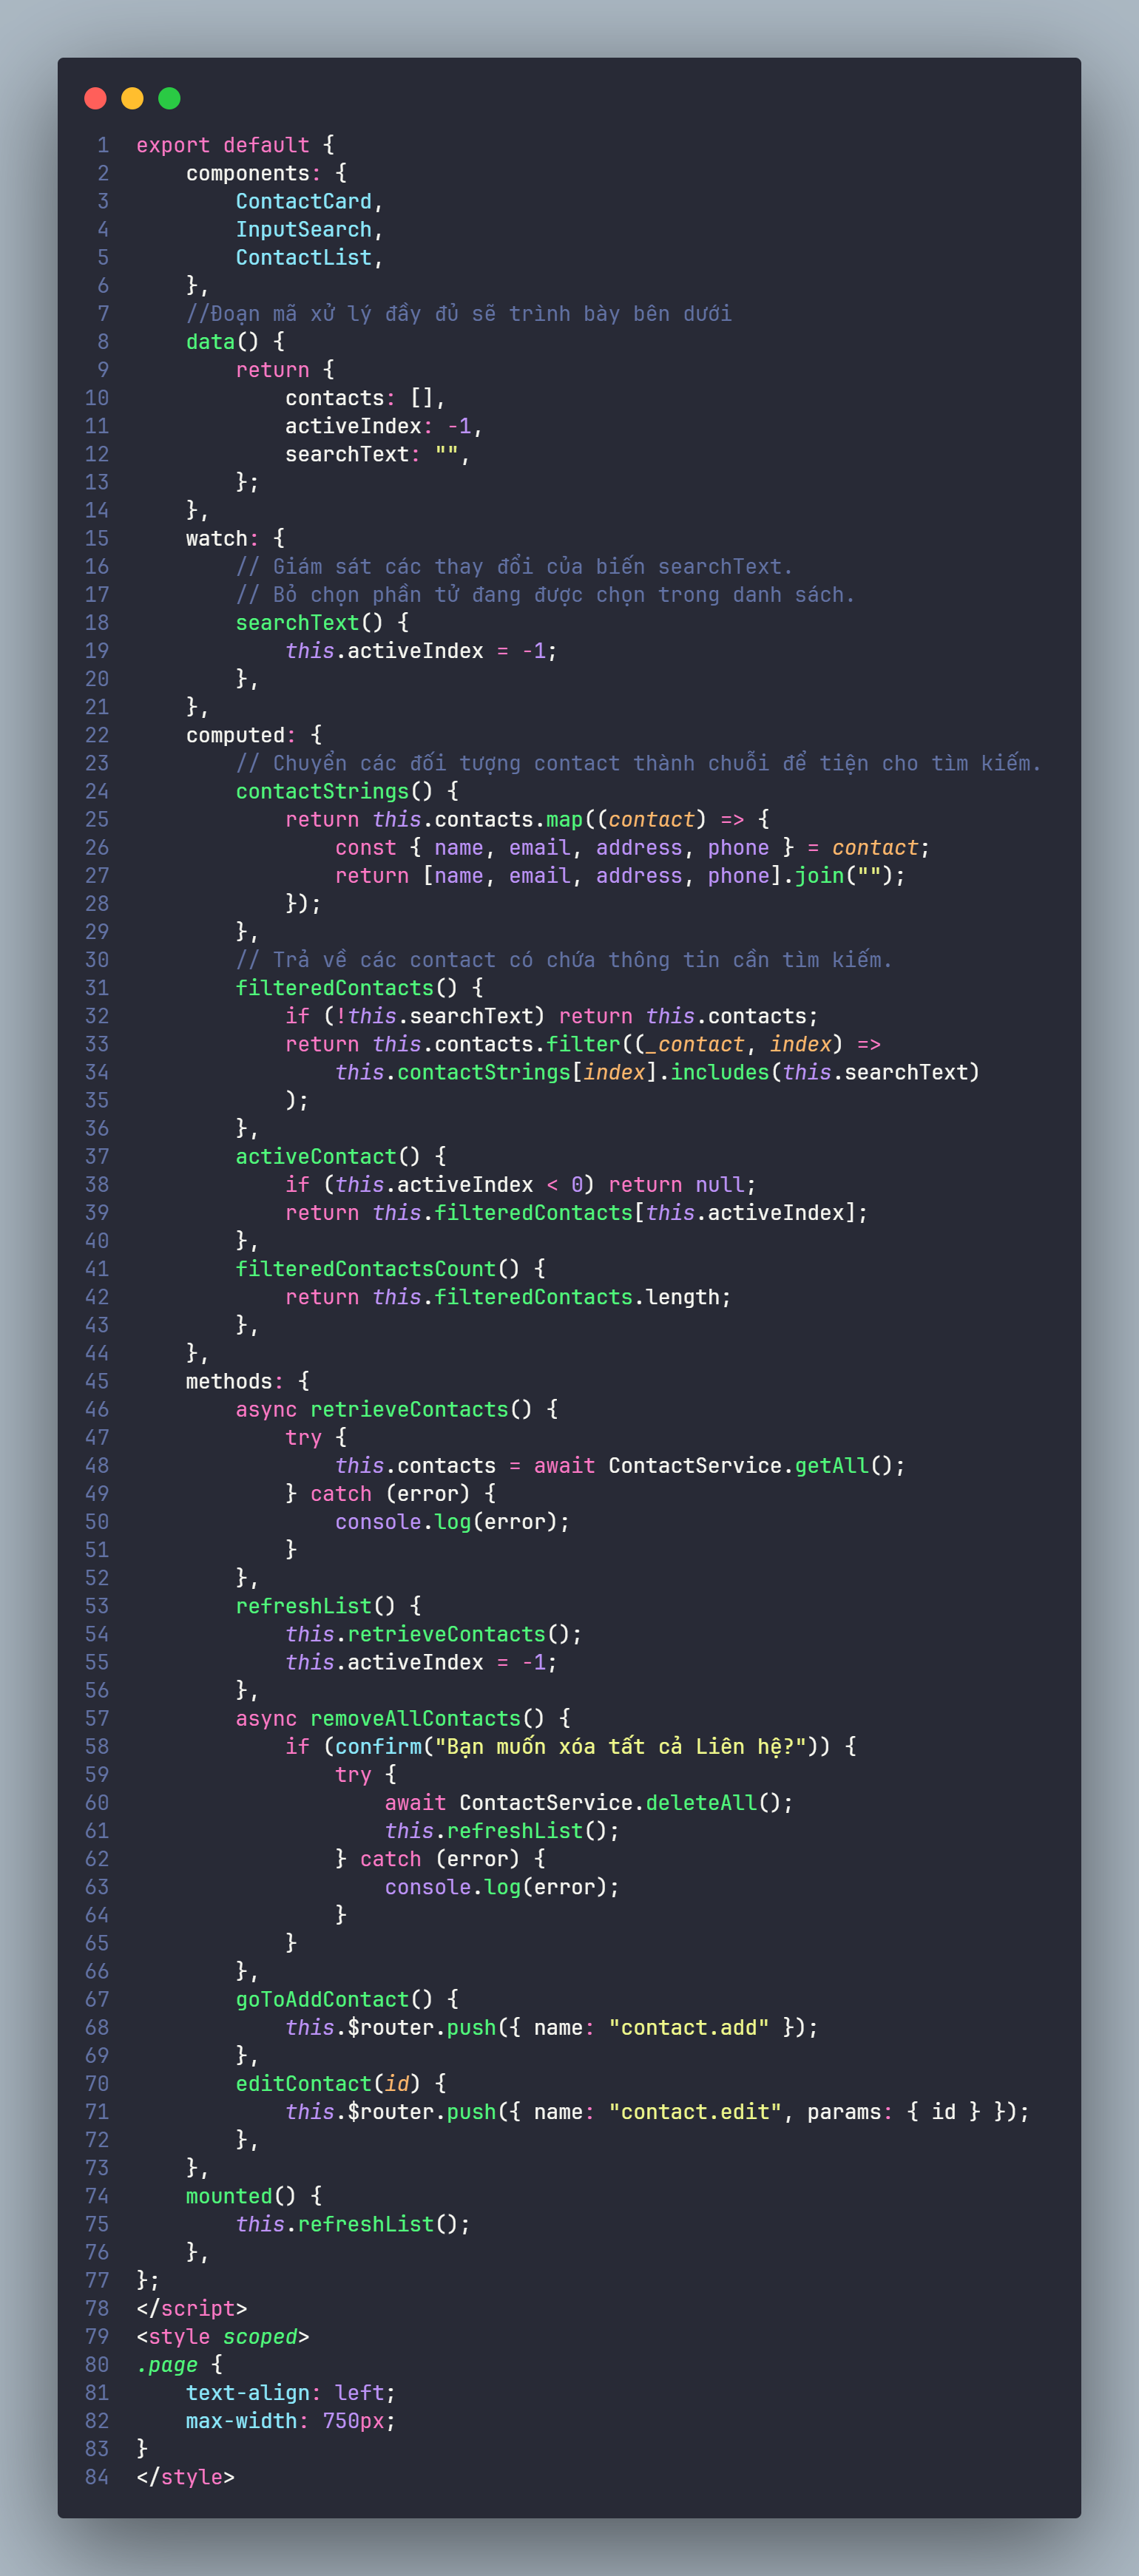 1 export default {
2     components: {
3         ContactCard,
4         InputSearch,
5         ContactList,
6     },
7     //Đoạn mã xử lý đầy đủ sẽ trình bày bên dưới
8     data() {
9         return {
10             contacts: [],
11             activeIndex: -1,
12             searchText: "",
13         };
14     },
15     watch: {
16         // Giám sát các thay đổi của biến searchText.
17         // Bỏ chọn phần tử đang được chọn trong danh sách.
18         searchText() {
19             this.activeIndex = -1;
20         },
21     },
22     computed: {
23         // Chuyển các đối tượng contact thành chuỗi để tiện cho tìm kiếm.
24         contactStrings() {
25             return this.contacts.map((contact) => {
26                 const { name, email, address, phone } = contact;
27                 return [name, email, address, phone].join("");
28             });
29         },
30         // Trả về các contact có chứa thông tin cần tìm kiếm.
31         filteredContacts() {
32             if (!this.searchText) return this.contacts;
33             return this.contacts.filter((_contact, index) =>
34                 this.contactStrings[index].includes(this.searchText)
35             );
36         },
37         activeContact() {
38             if (this.activeIndex < 0) return null;
39             return this.filteredContacts[this.activeIndex];
40         },
41         filteredContactsCount() {
42             return this.filteredContacts.length;
43         },
44     },
45     methods: {
46         async retrieveContacts() {
47             try {
48                 this.contacts = await ContactService.getAll();
49             } catch (error) {
50                 console.log(error);
51             }
52         },
53         refreshList() {
54             this.retrieveContacts();
55             this.activeIndex = -1;
56         },
57         async removeAllContacts() {
58             if (confirm("Bạn muốn xóa tất cả Liên hệ?")) {
59                 try {
60                     await ContactService.deleteAll();
61                     this.refreshList();
62                 } catch (error) {
63                     console.log(error);
64                 }
65             }
66         },
67         goToAddContact() {
68             this.$router.push({ name: "contact.add" });
69         },
70         editContact(id) {
71             this.$router.push({ name: "contact.edit", params: { id } });
72         },
73     },
74     mounted() {
75         this.refreshList();
76     },
77 };
78 </script>
79 <style scoped>
80 .page {
81     text-align: left;
82     max-width: 750px;
83 }
84 </style>